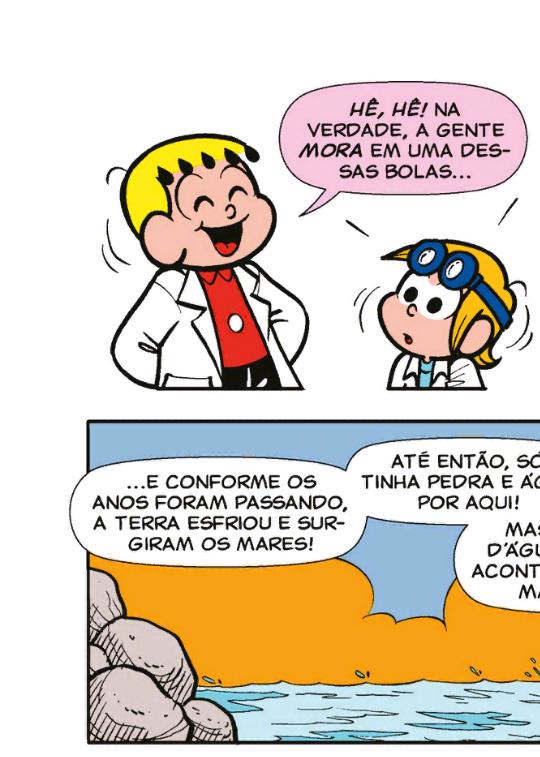 HÊ, HÊ! NA
VERDADE, A GENTE
MORA EM UMA DES-
SAS BOLAS...
...E CONFORME OS
ANOS FORAM PASSANDO,
A TERRA ESFRIOU E SUR-
GIRAM OS MARES!
ATÉ ENTÃO, SÓ
TINHA PEDRA E
POR AQUI!